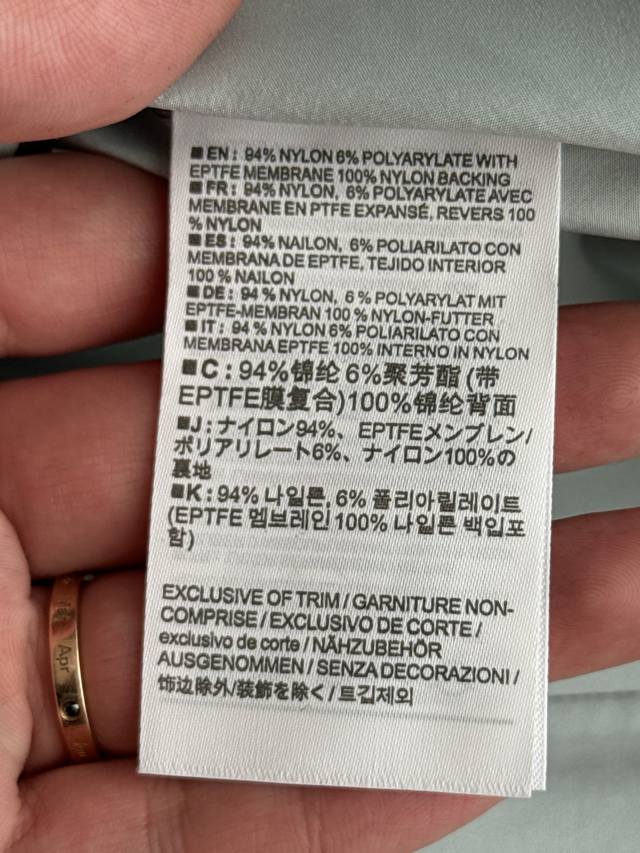 ■ EN : 94% NYLON 6% POLYARYLATE WITH
EPTFE MEMBRANE 100% NYLON BACKING
■ FR : 94% NYLON, 6% POLYARYLATE AVEC
MEMBRANE EN PTFE EXPANSÉ, REVERS 100
% NYLON
■ ES : 94% NAILON, 6% POLIARILATO CON
MEMBRANA DE EPTFE, TEJIDO INTERIOR
100 % NAILON
■ DE : 94 % NYLON, 6 % POLYARYLAT MIT
EPTFE-MEMBRAN 100 % NYLON-FUTTER
■ IT : 94 % NYLON 6% POLIARILATO CON
MEMBRANA EPTFE 100% INTERNO IN NYLON
■ C : 94%锦纶 6%聚芳酯 (带
EPTFE膜复合)100%锦纶背面
■ J : ナイロン94%、EPTFEメンブレン/
ポリアリレート6%、ナイロン100%の
裏地
■ K : 94% 나일론, 6% 폴리아릴레이트
(EPTFE 멤브레인 100% 나일론 백입포
함)
EXCLUSIVE OF TRIM / GARNITURE NON-
COMPRISE / EXCLUSIVO DE CORTE /
exclusivo de corte / NÄHZUBEHÖR
AUSGENOMMEN / SENZA DECORAZIONI /
饰边除外/装飾を除く / 트김제외
Apr